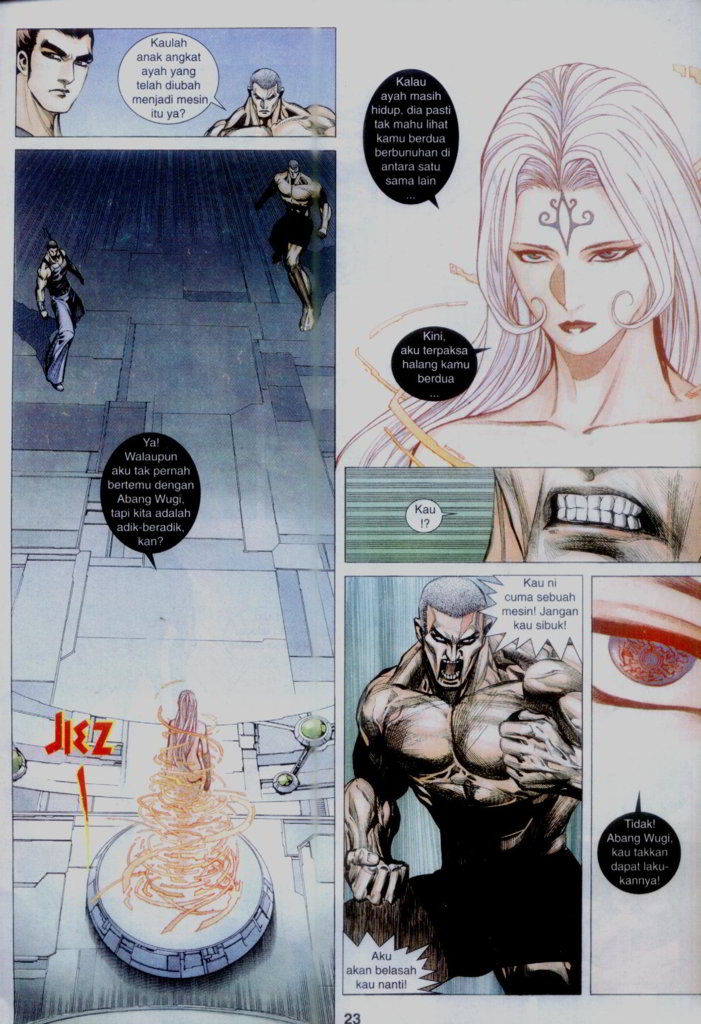 Kaulah
anak angkat
ayah yang
telah diubah
menjadi mesin
itu ya?
Ya!
Walaupun
aku tak pernah
bertemu dengan
Abang Wugi,
tapi kita adalah
adik-beradik,
kan?
JIEZ
!
Kalau
ayah masih
hidup, dia pasti
tak mahu lihat
kamu berdua
berbunuhan di
antara satu
sama lain
...
Kini,
aku terpaksa
halang kamu
berdua
...
Kau
!?
Kau ni
cuma sebuah
mesin! Jangan
kau sibuk!
Aku
akan belasah
kau nanti!
Tidak!
Abang Wugi,
kau takkan
dapat laku-
kannya!
23